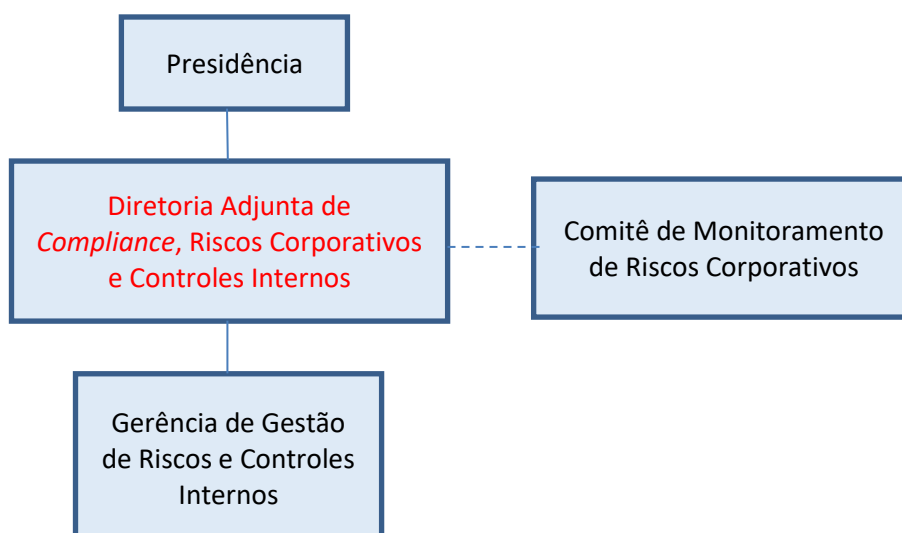 Presidência
Diretoria Adjunta de
Compliance, Riscos Corporativos
e Controles Internos
Comitê de Monitoramento
de Riscos Corporativos
Gerência de Gestão
de Riscos e Controles
Internos